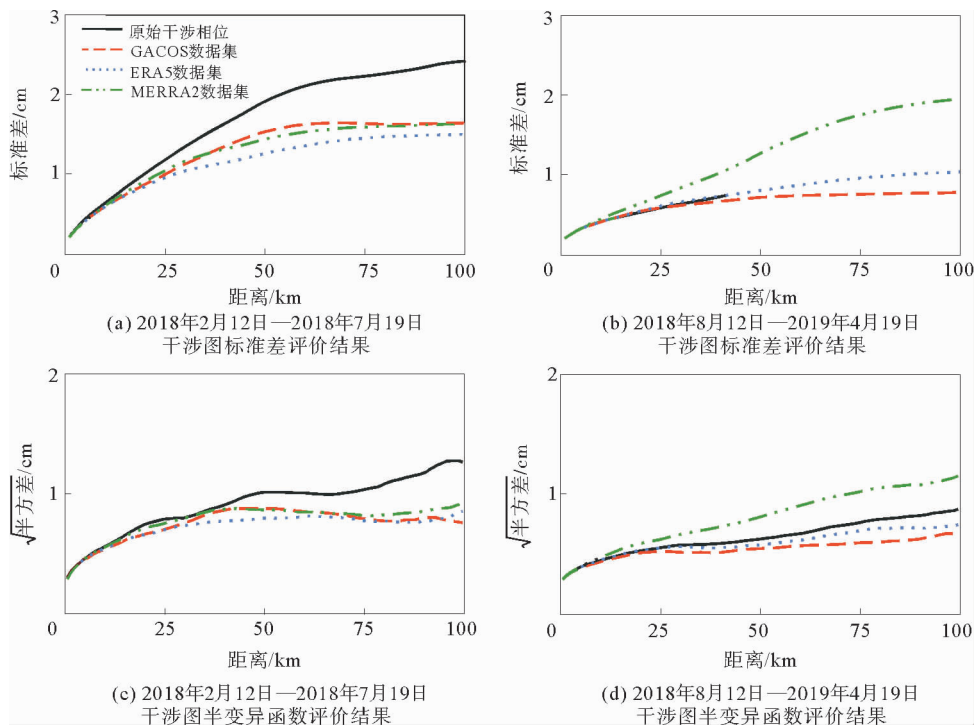 3
原始干涉相位
GACOS数据集
ERA5数据集
MERRA2数据集
2
1
标准差/cm
0
25
50
75
100
距离/km
(a) 2018年2月12日—2018年7月19日
干涉图标准差评价结果
3
2
1
标准差/cm
0
25
50
75
100
距离/km
(b) 2018年8月12日—2019年4月19日
干涉图标准差评价结果
2
1
√半方差/cm
0
25
50
75
100
距离/km
(c) 2018年2月12日—2018年7月19日
干涉图半变异函数评价结果
2
1
√半方差/cm
0
25
50
75
100
距离/km
(d) 2018年8月12日—2019年4月19日
干涉图半变异函数评价结果